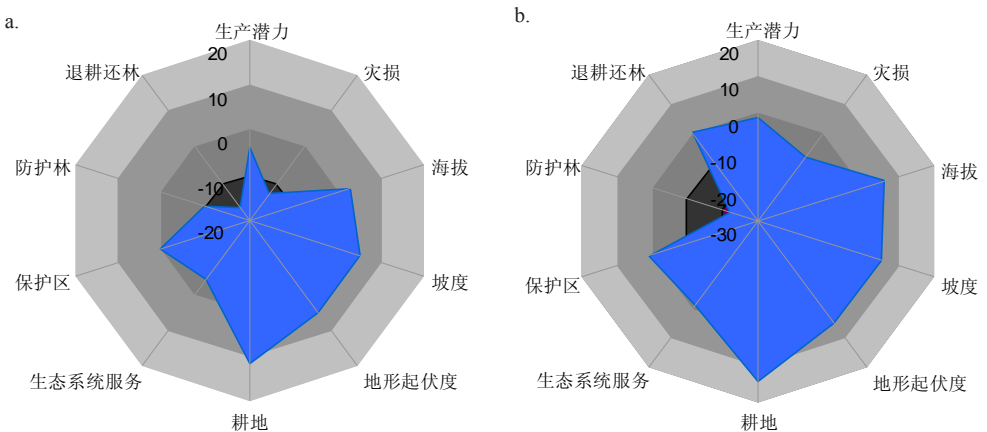 a.
生产潜力
20
10
0
-10
-20
灾损
海拔
坡度
地形起伏度
耕地
生态系统服务
保护区
防护林
退耕还林
b.
生产潜力
20
10
0
-10
-20
-30
灾损
海拔
坡度
地形起伏度
耕地
生态系统服务
保护区
防护林
退耕还林